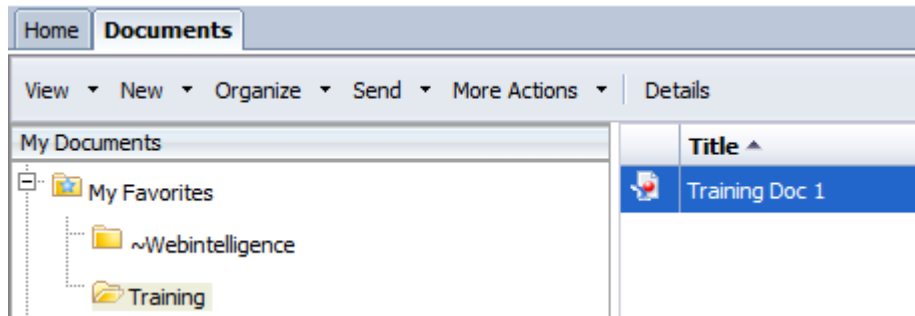 Home Documents
View New Organize Send More Actions Details
My Documents Title
My Favorites Training Doc 1
~Webintelligence
Training